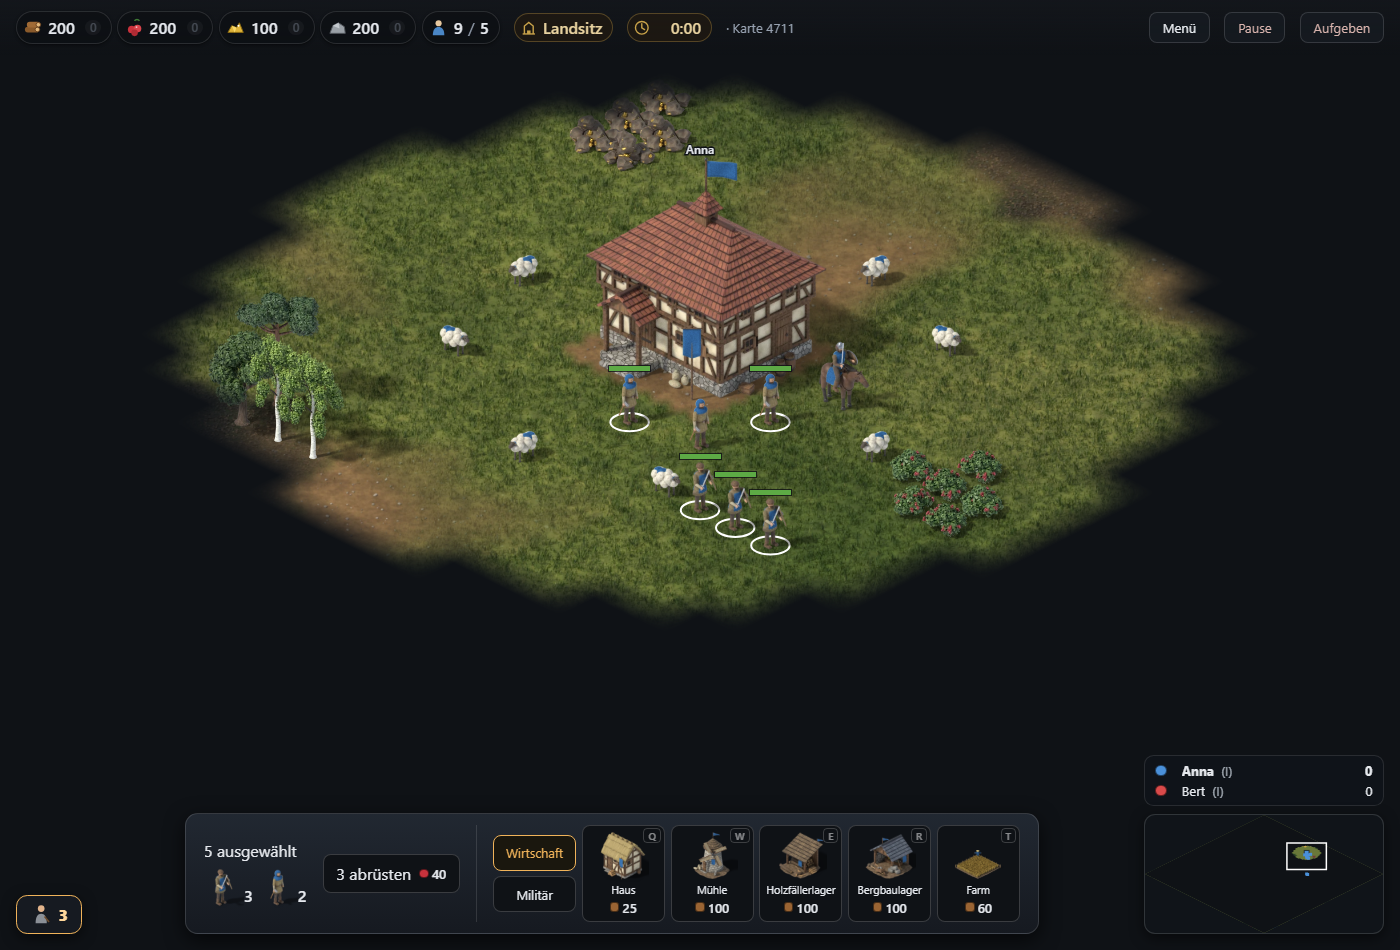 200 0 200 0 100 0 200 0 9 / 5 Landsitz 0:00 · Karte 4711 Menü Pause Aufgeben
Anna
Anna (I) 0
Bert (I) 0
5 ausgewählt
3 2
3 abrüsten 40
Wirtschaft
Militär
Q W E R T
Haus Mühle Holzfällerlager Bergbaulager Farm
25 100 100 100 60
3